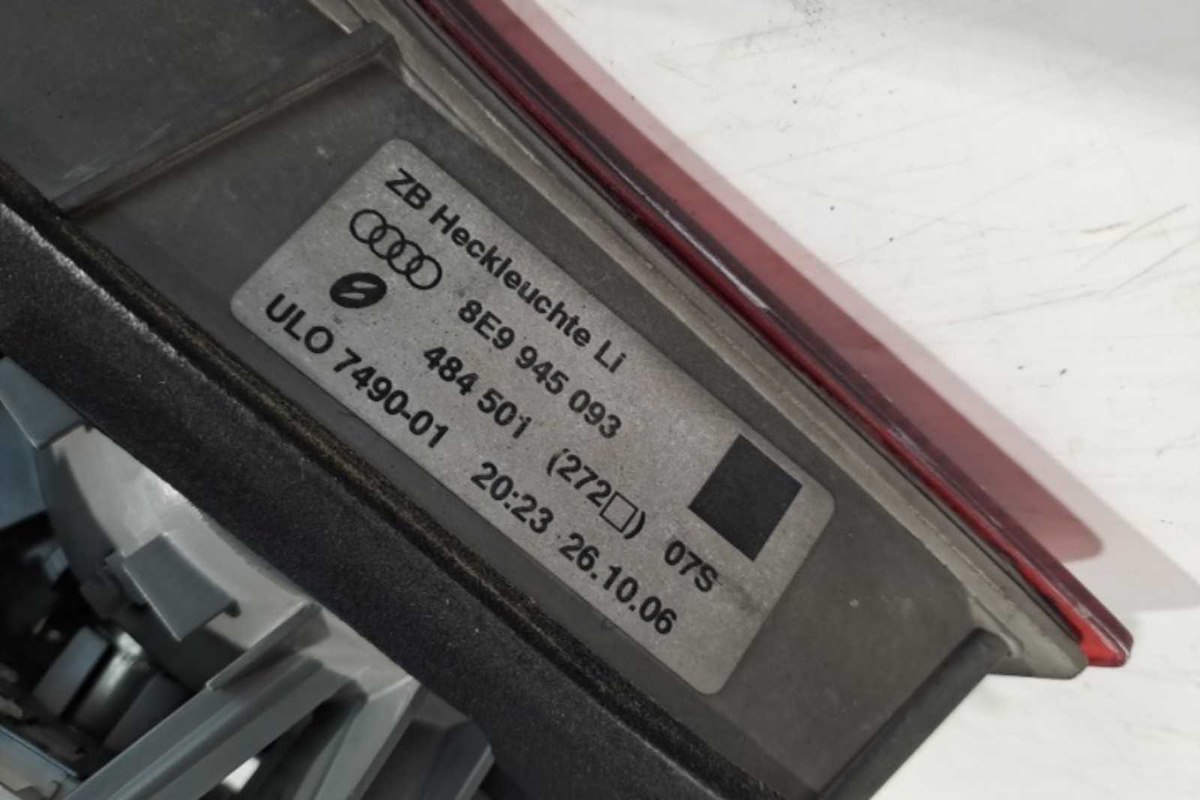 ZB Heckleuchte Li
8E9 945 093
484 501 (272□) 07S
ULO 7490-01 20:23 26.10.06